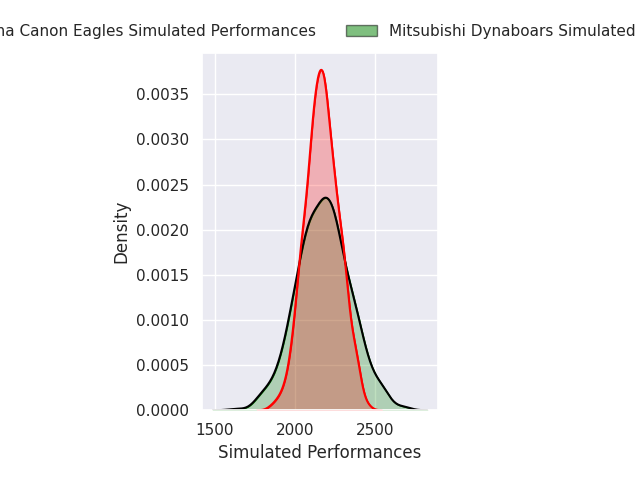 Canon Eagles Simulated Performances Mitsubishi Dynaboars Simulated
0.0035
0.0030
0.0025
0.0020
0.0015
0.0010
0.0005
0.0000
Density
1500 2000 2500
Simulated Performances